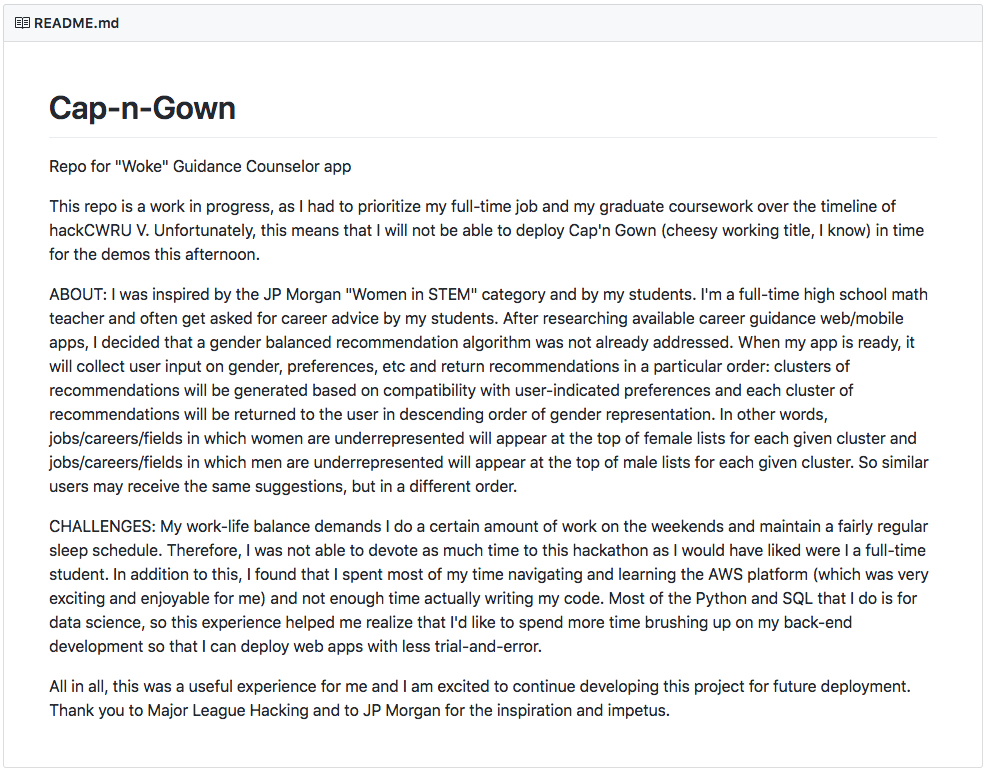 README.md
Cap-n-Gown
Repo for "Woke" Guidance Counselor app
This repo is a work in progress, as I had to prioritize my full-time job and my graduate coursework over the timeline of
hackCWRU V. Unfortunately, this means that I will not be able to deploy Cap'n Gown (cheesy working title, I know) in time
for the demos this afternoon.
ABOUT: I was inspired by the JP Morgan "Women in STEM" category and by my students. I'm a full-time high school math
teacher and often get asked for career advice by my students. After researching available career guidance web/mobile
apps, I decided that a gender balanced recommendation algorithm was not already addressed. When my app is ready, it
will collect user input on gender, preferences, etc and return recommendations in a particular order: clusters of
recommendations will be generated based on compatibility with user-indicated preferences and each cluster of
recommendations will be returned to the user in descending order of gender representation. In other words,
jobs/careers/fields in which women are underrepresented will appear at the top of female lists for each given cluster and
jobs/careers/fields in which men are underrepresented will appear at the top of male lists for each given cluster. So similar
users may receive the same suggestions, but in a different order.
CHALLENGES: My work-life balance demands I do a certain amount of work on the weekends and maintain a fairly regular
sleep schedule. Therefore, I was not able to devote as much time to this hackathon as I would have liked were I a full-time
student. In addition to this, I found that I spent most of my time navigating and learning the AWS platform (which was very
exciting and enjoyable for me) and not enough time actually writing my code. Most of the Python and SQL that I do is for
data science, so this experience helped me realize that I'd like to spend more time brushing up on my back-end
development so that I can deploy web apps with less trial-and-error.
All in all, this was a useful experience for me and I am excited to continue developing this project for future deployment.
Thank you to Major League Hacking and to JP Morgan for the inspiration and impetus.